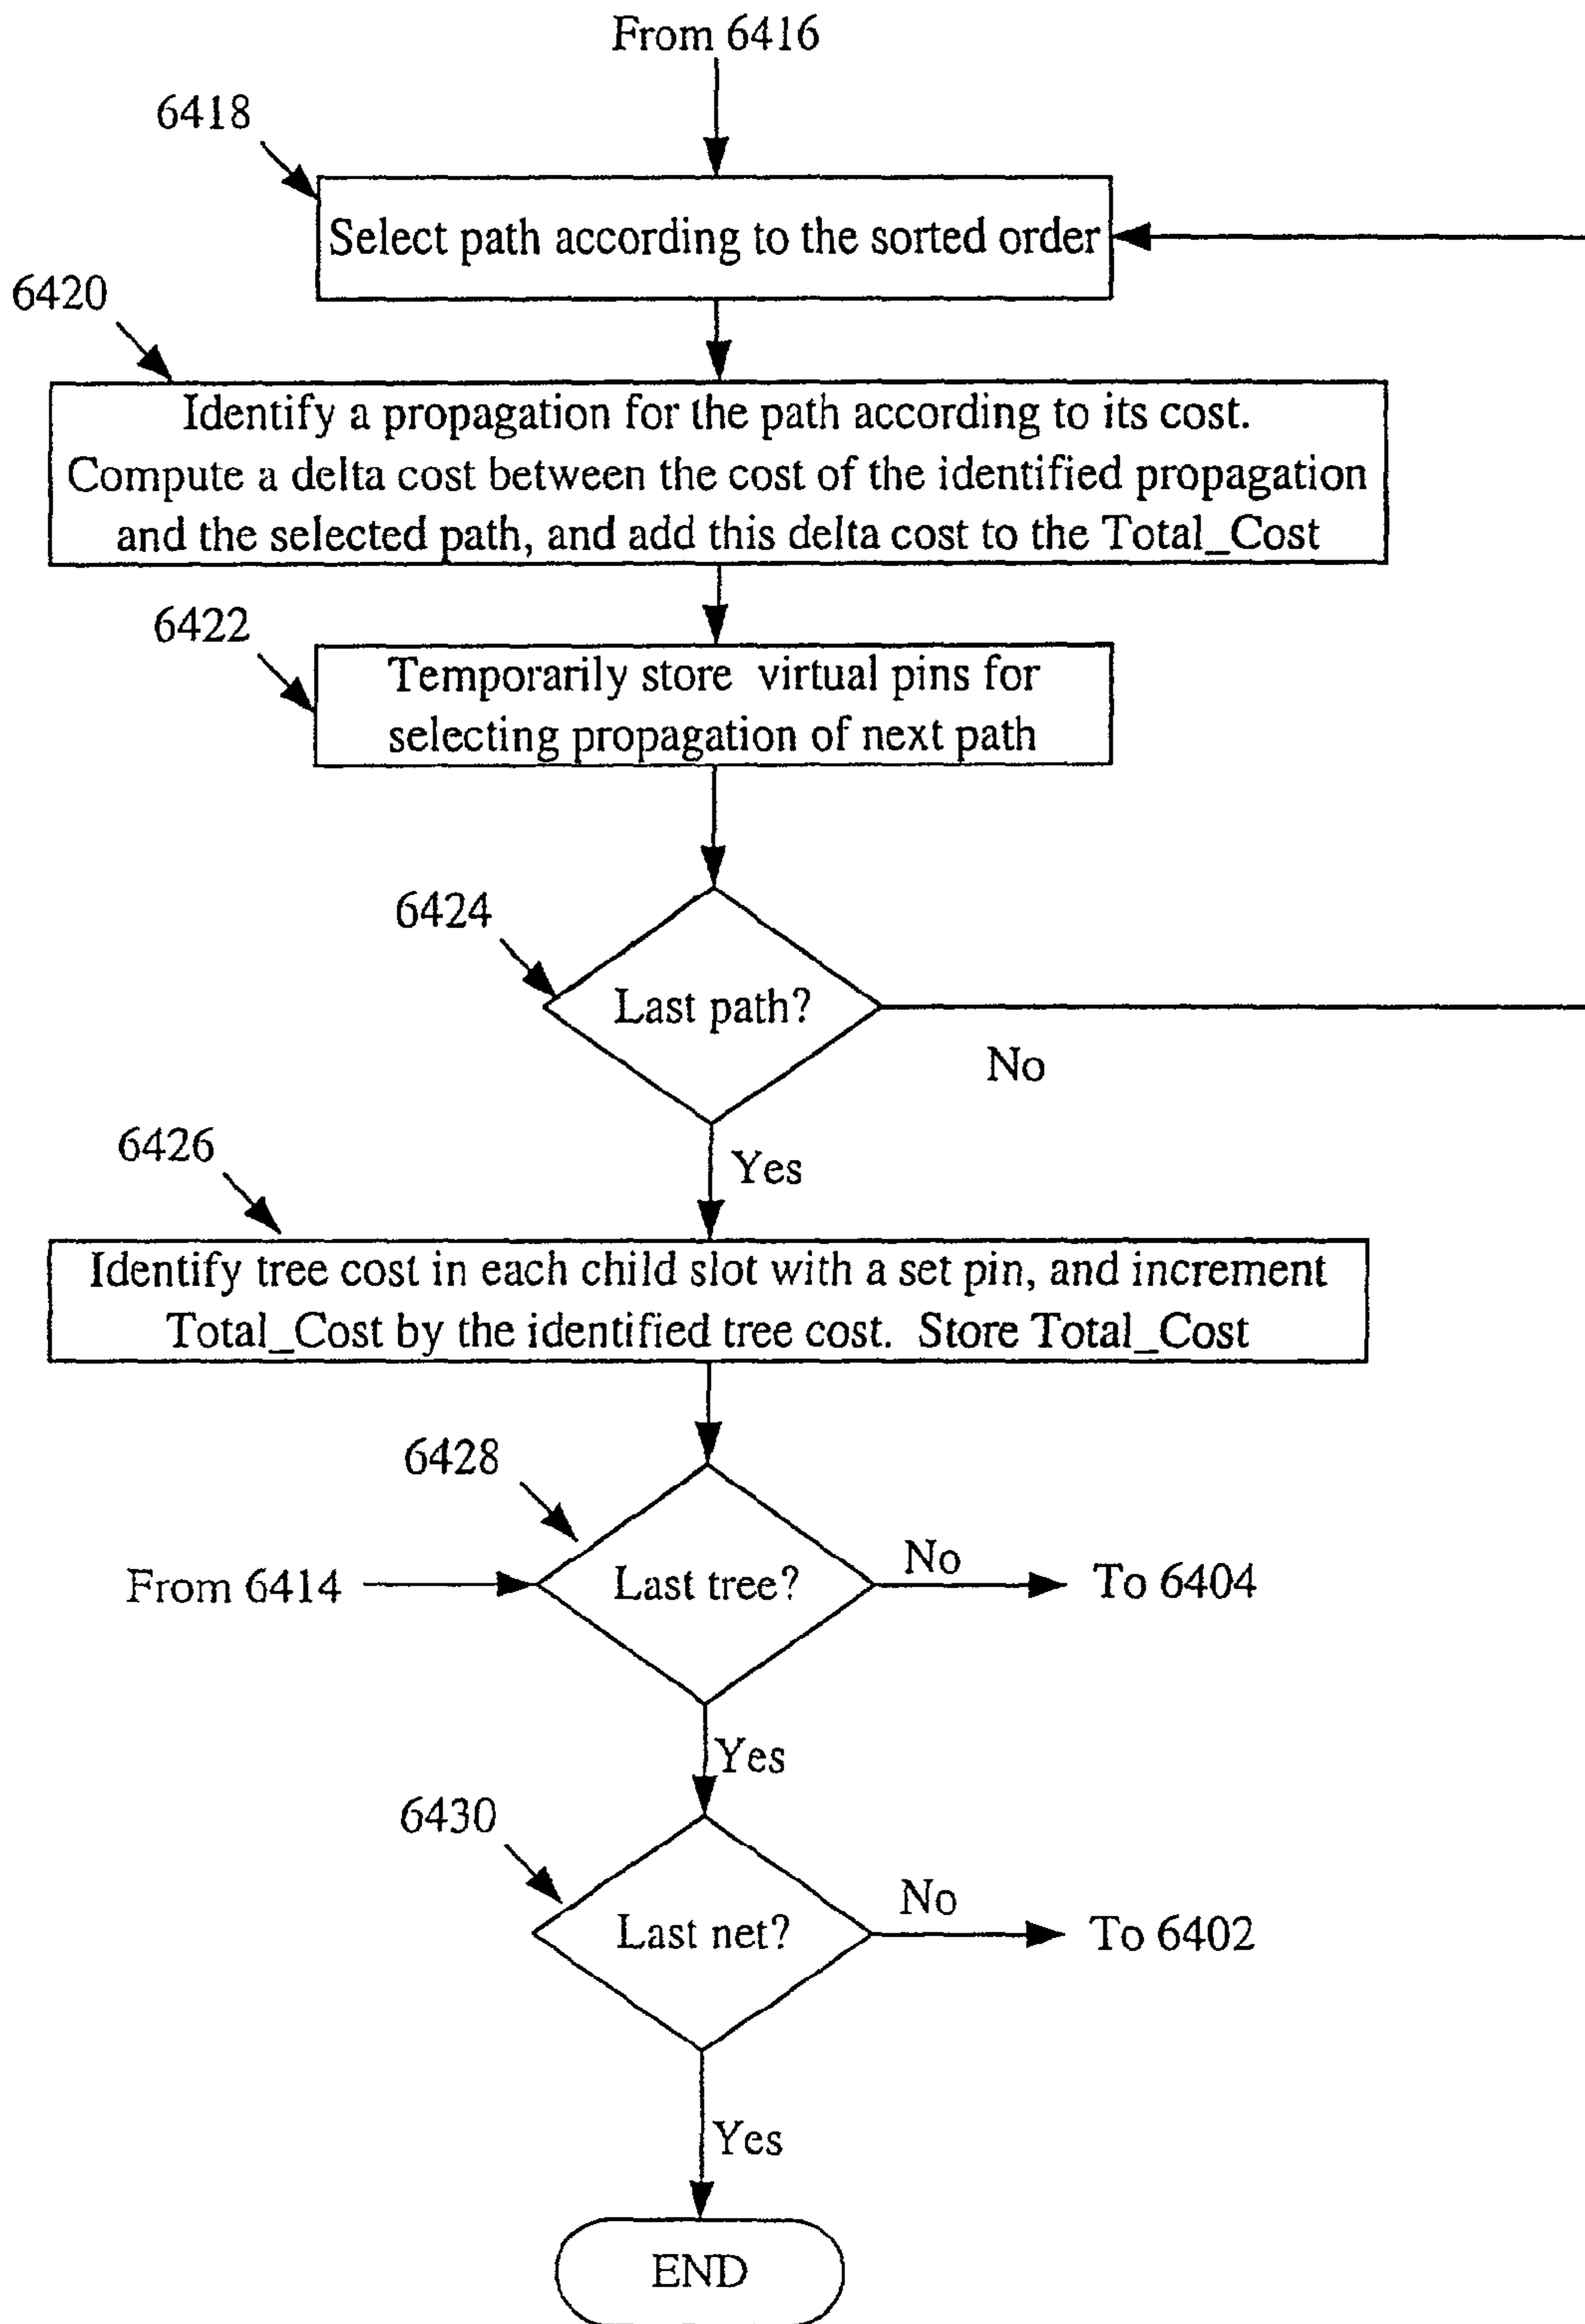 From 6416
6418
Select path according to the sorted order
6420
Identify a propagation for the path according to its cost.
Compute a delta cost between the cost of the identified propagation
and the selected path, and add this delta cost to the Total_Cost
6422
Temporarily store virtual pins for
selecting propagation of next path
6424
Last path?
No
Yes
6426
Identify tree cost in each child slot with a set pin, and increment
Total_Cost by the identified tree cost. Store Total_Cost
6428
From 6414
Last tree?
No
To 6404
Yes
6430
Last net?
No
To 6402
Yes
END